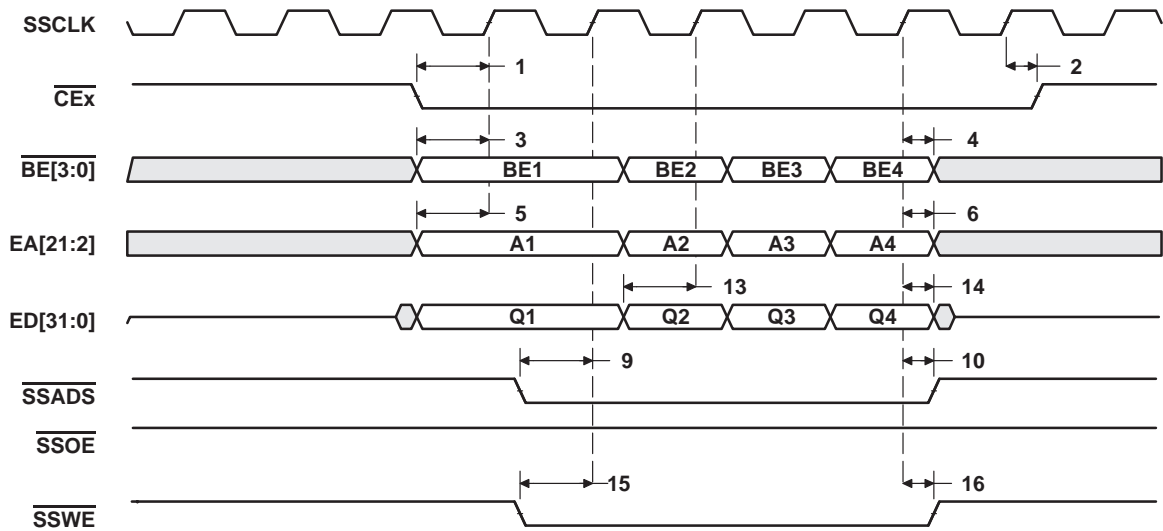 SSCLK
1 2
CEx
3 4
BE[3:0] BE1 BE2 BE3 BE4
5 6
EA[21:2] A1 A2 A3 A4
13 14
ED[31:0] Q1 Q2 Q3 Q4
9 10
SSADS
SSOE
15 16
SSWE